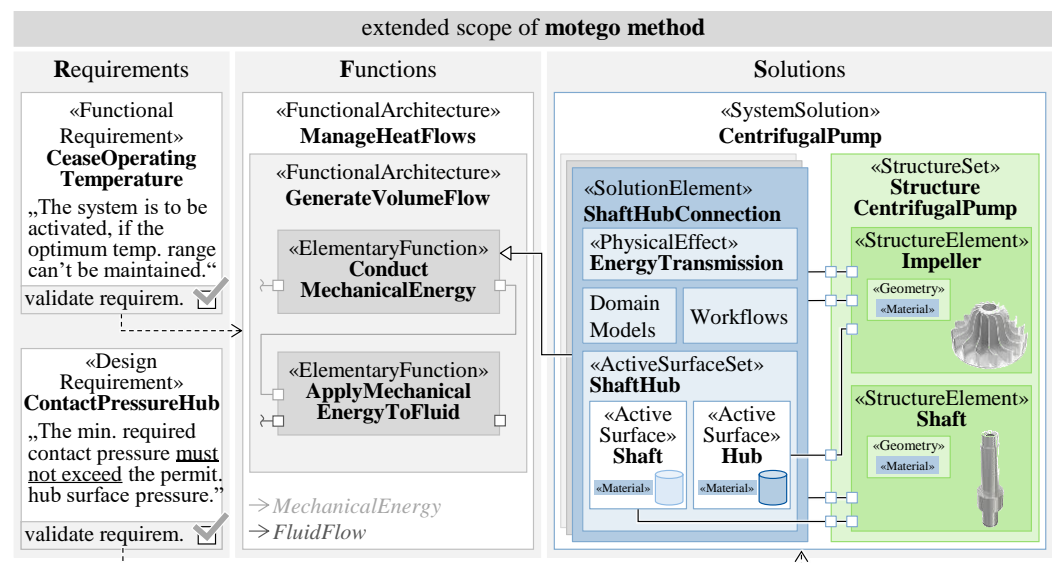 extended scope of motego method
Requirements
«Functional
Requirement»
CeaseOperating
Temperature
„The system is to be
activated, if the
optimum temp. range
can't be maintained.“
validate requirem.
«Design
Requirement»
ContactPressureHub
„The min. required
contact pressure must
not exceed the permit.
hub surface pressure.”
validate requirem.
Functions
«FunctionalArchitecture»
ManageHeatFlows
«FunctionalArchitecture»
GenerateVolumeFlow
«ElementaryFunction»
Conduct
MechanicalEnergy
«ElementaryFunction»
ApplyMechanical
EnergyToFluid
MechanicalEnergy
FluidFlow
Solutions
«SystemSolution»
CentrifugalPump
«SolutionElement»
ShaftHubConnection
«PhysicalEffect»
EnergyTransmission
Domain
Models
Workflows
«ActiveSurfaceSet»
ShaftHub
«Active
Surface»
Shaft
«Material»
«Active
Surface»
Hub
«Material»
«StructureSet»
Structure
CentrifugalPump
«StructureElement»
Impeller
«Geometry»
«Material»
«StructureElement»
Shaft
«Geometry»
«Material»